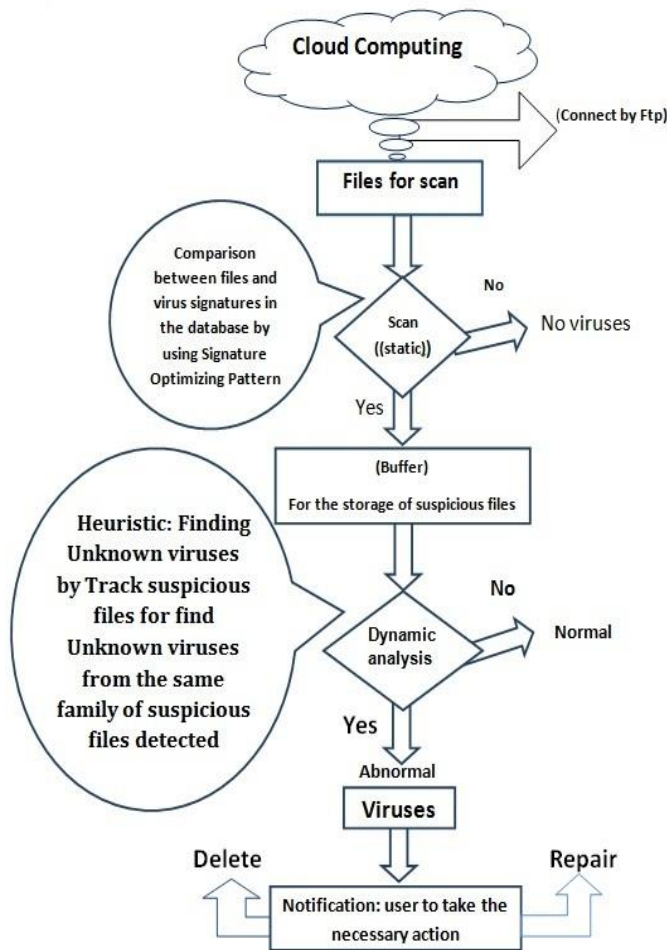 Cloud Computing
(Connect by Ftp)
Files for scan
Comparison
between files and
virus signatures in
the database by
using Signature
Optimizing Pattern
Scan
((static))
No
No viruses
Yes
(Buffer)
For the storage of suspicious files
Heuristic: Finding
Unknown viruses
by Track suspicious
files for find
Unknown viruses
from the same
family of suspicious
files detected
Dynamic
analysis
No
Normal
Yes
Abnormal
Viruses
Delete
Repair
Notification: user to take the
necessary action